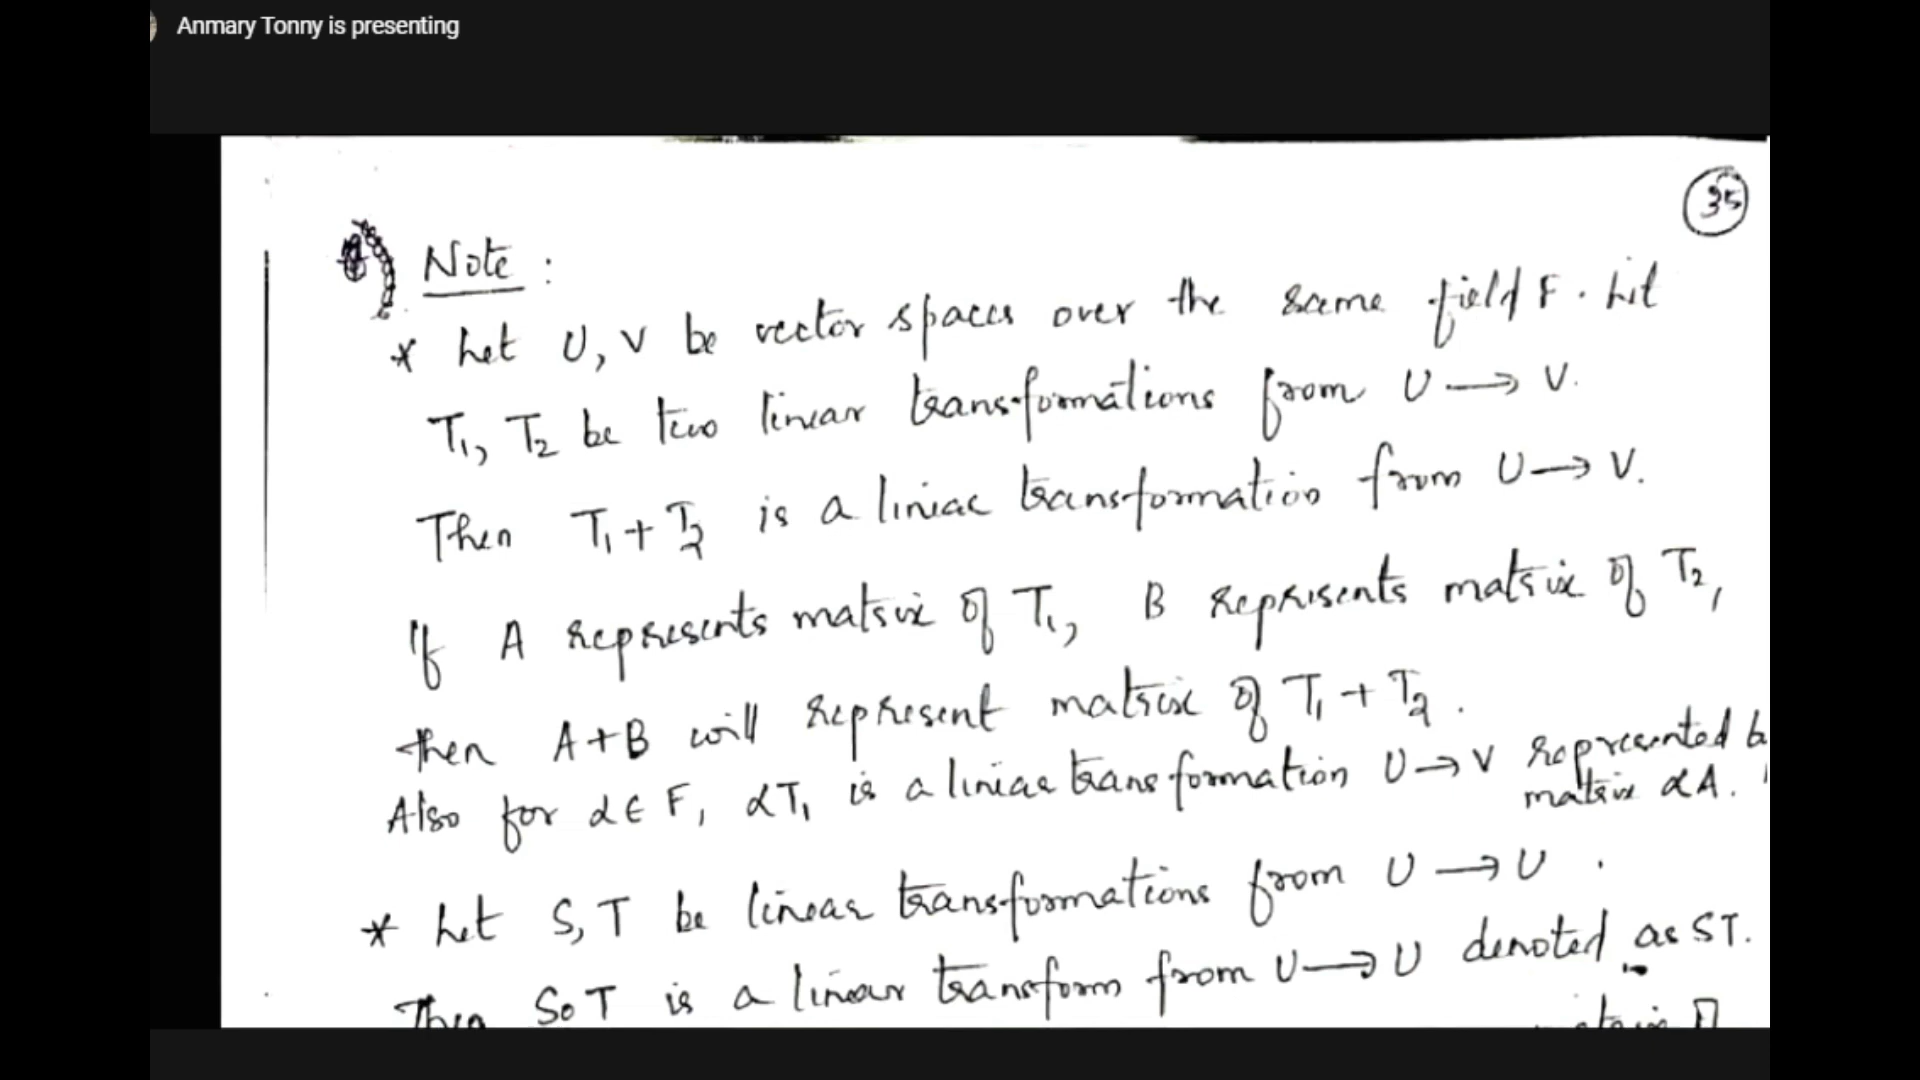 Anmary Tonny is presenting
35
Note :
* Let U, V be vector spaces over the same field F. Let
T₁, T₂ be two linear transformations from U → V.
Then T₁ + T₂ is a linear transformation from U → V.
If A represents matrix of T₁, B represents matrix of T₂,
then A+B will represent matrix of T₁ + T₂.
Also for α ∈ F, αT₁ is a linear transformation U → V represented b
matrix αA.
* Let S, T be linear transformations from U → U.
Then SoT is a linear transform from U → U denoted as ST.